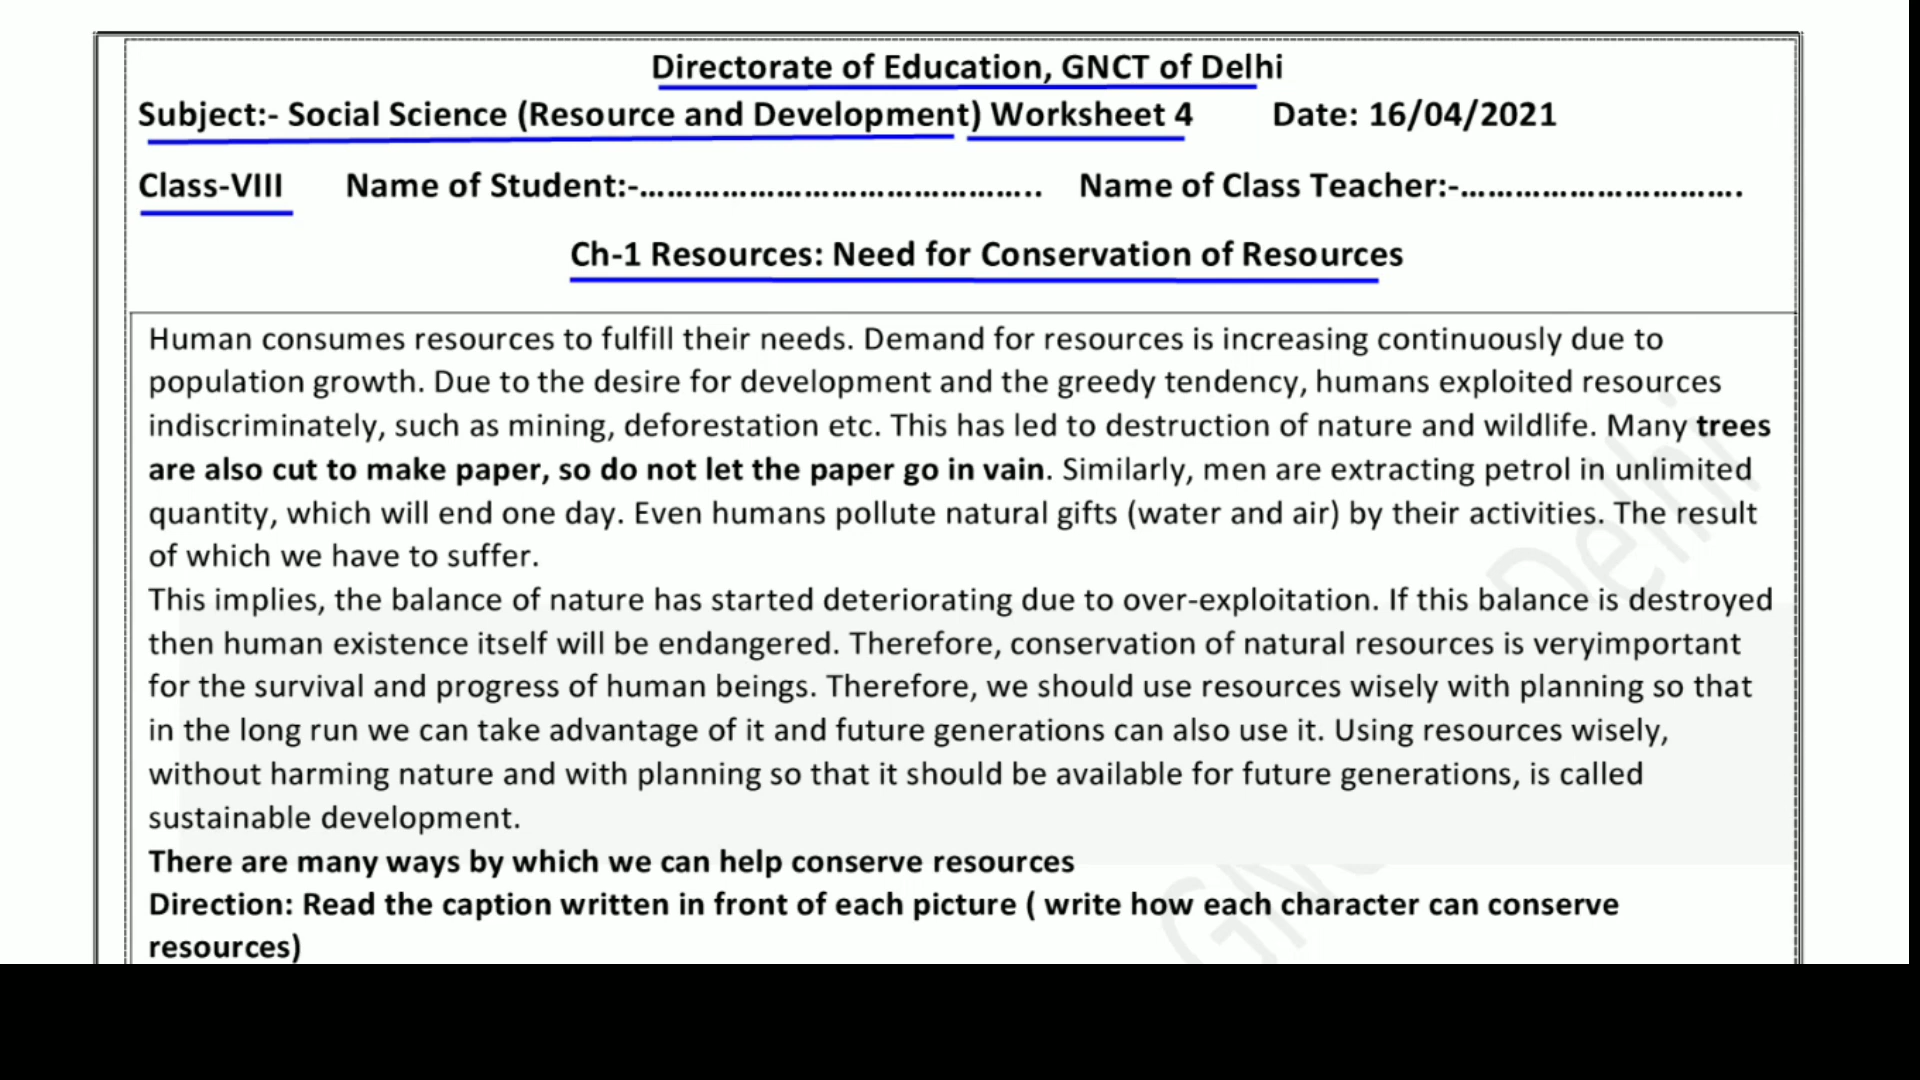 Directorate of Education, GNCT of Delhi
Subject:- Social Science (Resource and Development) Worksheet 4 Date: 16/04/2021
Class-VIII Name of Student:-…………………………………….. Name of Class Teacher:-………………………….
Ch-1 Resources: Need for Conservation of Resources
Human consumes resources to fulfill their needs. Demand for resources is increasing continuously due to
population growth. Due to the desire for development and the greedy tendency, humans exploited resources
indiscriminately, such as mining, deforestation etc. This has led to destruction of nature and wildlife. Many trees
are also cut to make paper, so do not let the paper go in vain. Similarly, men are extracting petrol in unlimited
quantity, which will end one day. Even humans pollute natural gifts (water and air) by their activities. The result
of which we have to suffer.
This implies, the balance of nature has started deteriorating due to over-exploitation. If this balance is destroyed
then human existence itself will be endangered. Therefore, conservation of natural resources is veryimportant
for the survival and progress of human beings. Therefore, we should use resources wisely with planning so that
in the long run we can take advantage of it and future generations can also use it. Using resources wisely,
without harming nature and with planning so that it should be available for future generations, is called
sustainable development.
There are many ways by which we can help conserve resources
Direction: Read the caption written in front of each picture ( write how each character can conserve
resources)
Delhi
GNC